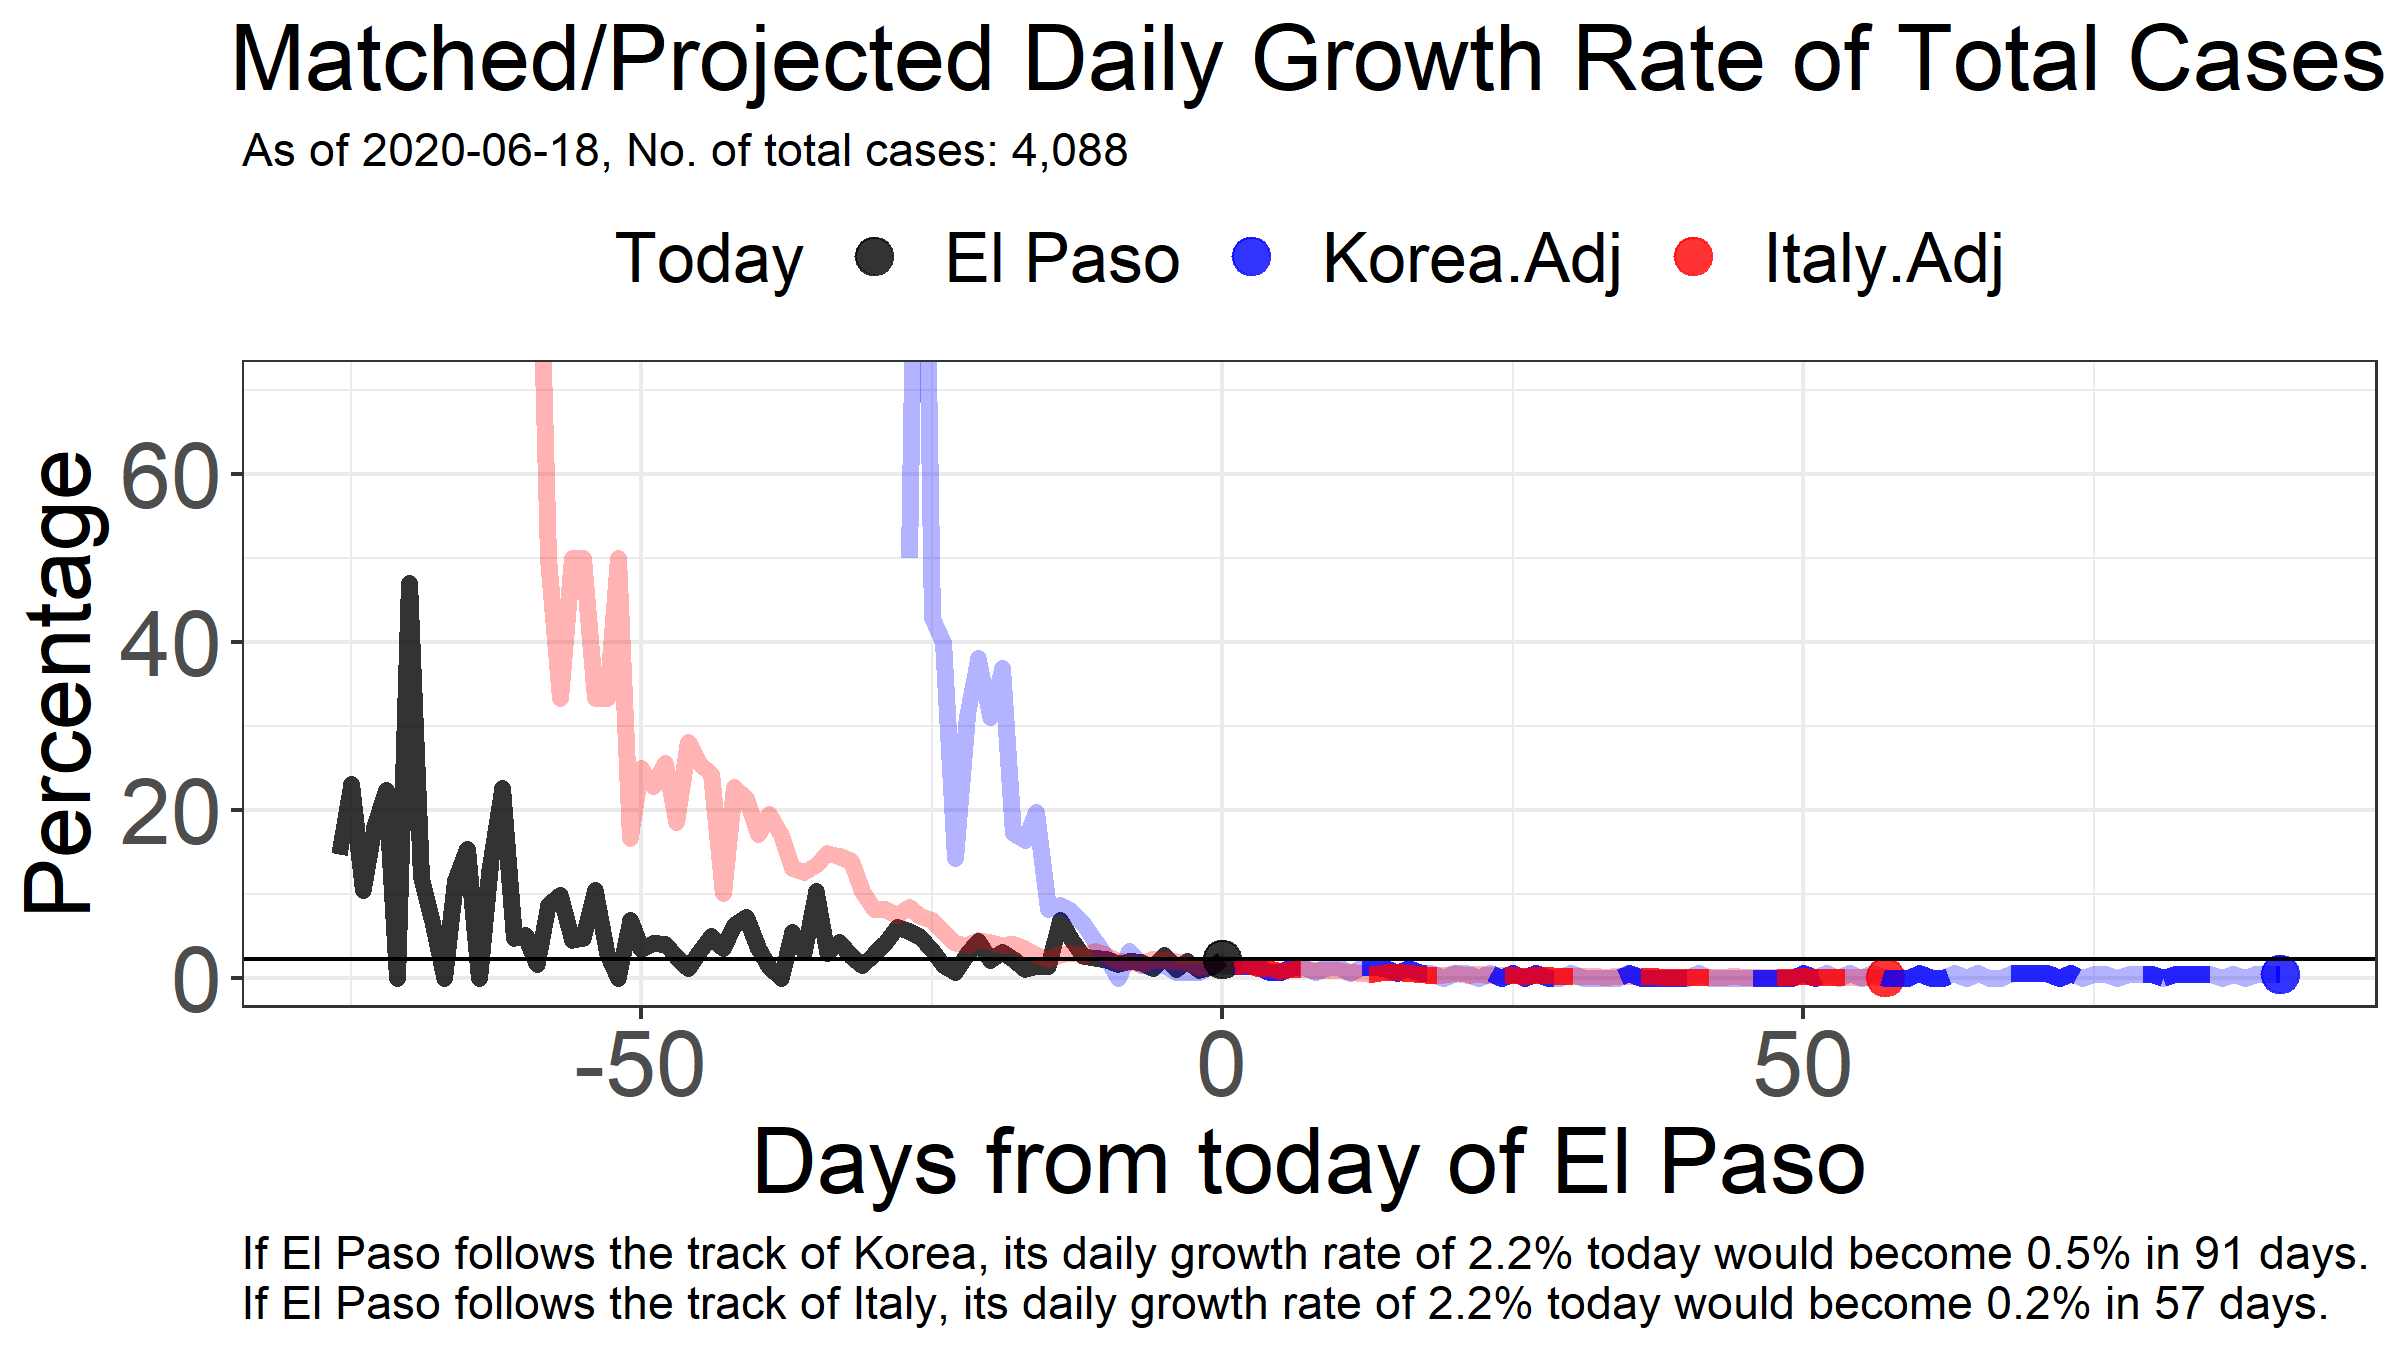 Matched/Projected Daily Growth Rate of Total Cases
As of 2020-06-18, No. of total cases: 4,088
Today El Paso Korea.Adj Italy.Adj
Percentage
60
40
20
0
-50 0 50
Days from today of El Paso
If El Paso follows the track of Korea, its daily growth rate of 2.2% today would become 0.5% in 91 days.
If El Paso follows the track of Italy, its daily growth rate of 2.2% today would become 0.2% in 57 days.